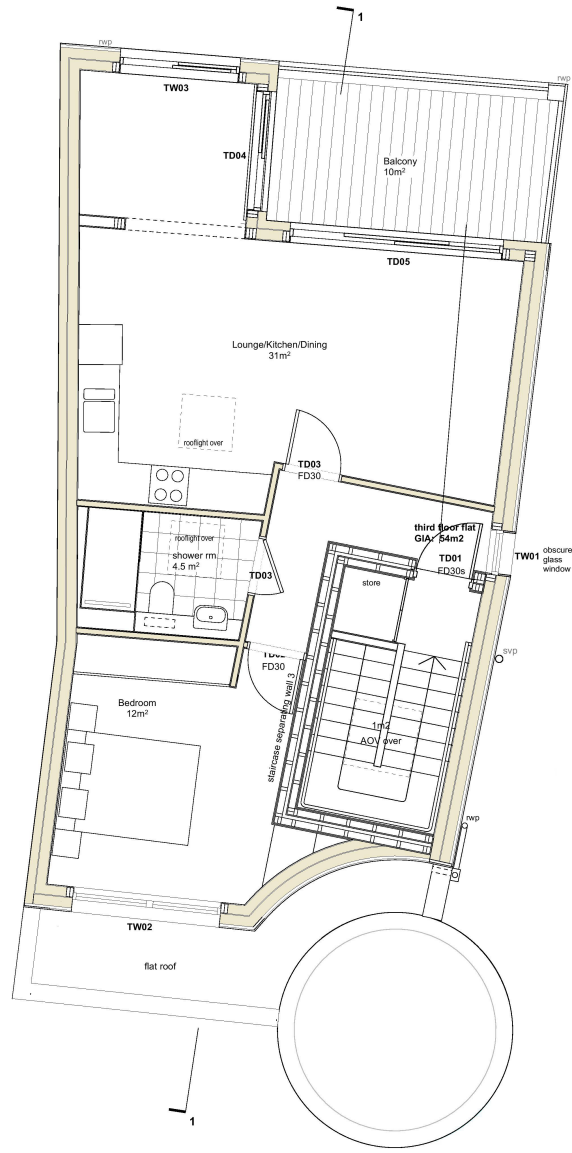 1
rwp
rwp
TW03
TD04
Balcony
10m²
TD05
Lounge/Kitchen/Dining
31m²
rooflight over
TD03
FD30
third floor flat
GIA: 54m2
TD01
FD30s
TW01
obscure
glass
window
rooflight over
shower rm
4.5 m²
TD03
store
FD30
svp
Bedroom
12m²
staircase separating wall 3
1m2
AOV over
rwp
TW02
flat roof
1